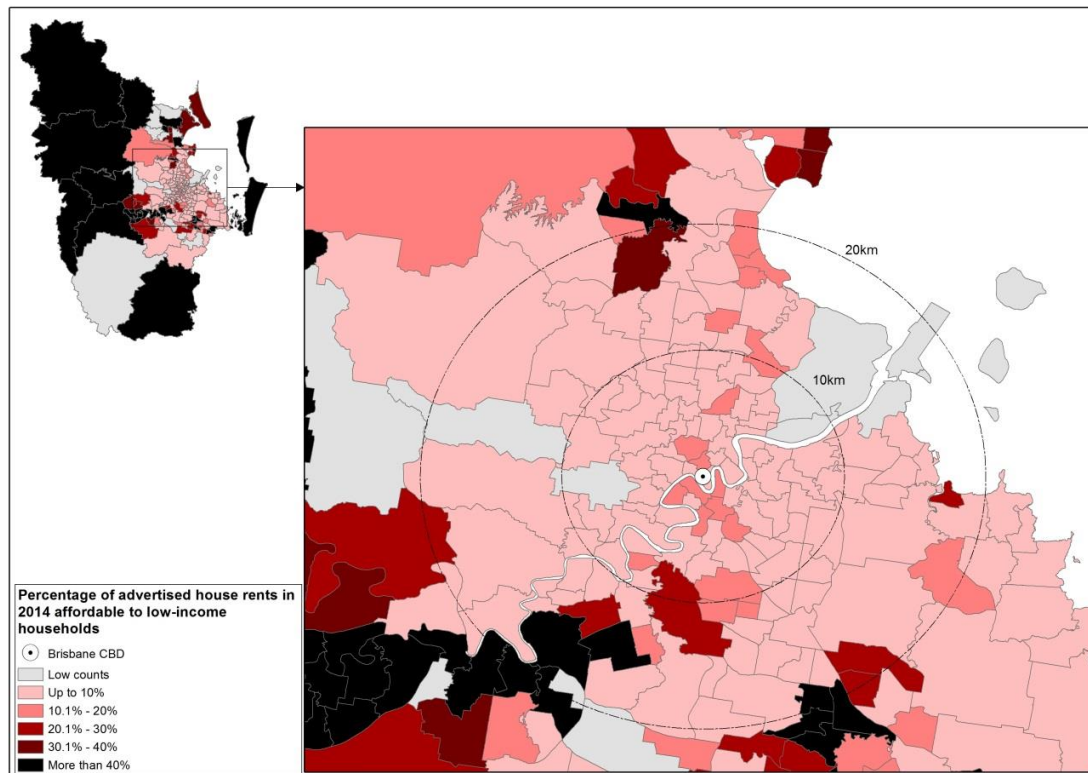 20km
10km
Percentage of advertised house rents in
2014 affordable to low-income
households
Brisbane CBD
Low counts
Up to 10%
10.1% - 20%
20.1% - 30%
30.1% - 40%
More than 40%